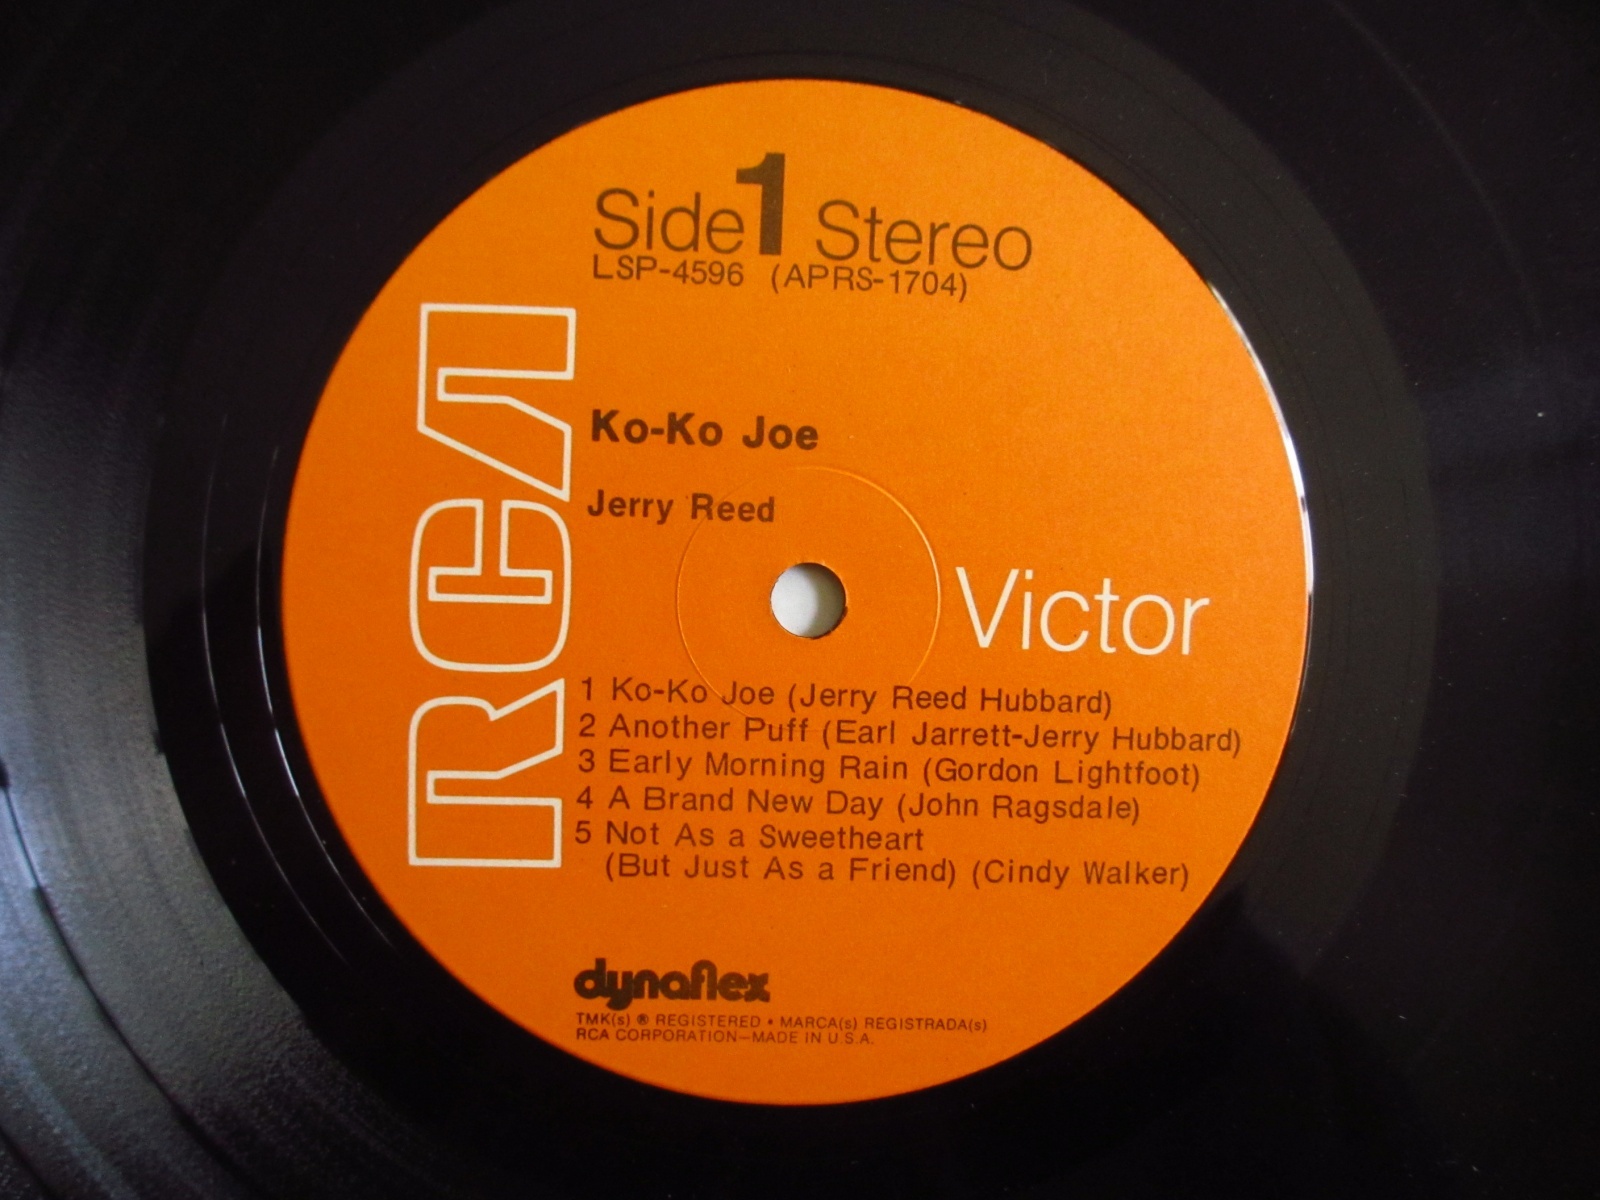 Side 1 Stereo
LSP-4596 (APRS-1704)
RCA
Ko-Ko Joe
Jerry Reed
Victor
1 Ko-Ko Joe (Jerry Reed Hubbard)
2 Another Puff (Earl Jarrett-Jerry Hubbard)
3 Early Morning Rain (Gordon Lightfoot)
4 A Brand New Day (John Ragsdale)
5 Not As a Sweetheart
(But Just As a Friend) (Cindy Walker)
dynaflex
TMK(s) ® REGISTERED • MARCA(s) REGISTRADA(s)
RCA CORPORATION—MADE IN U.S.A.